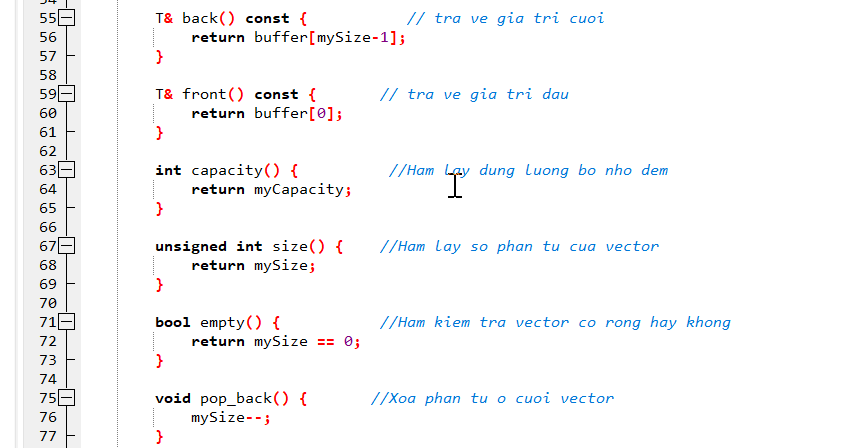 55 T& back() const { // tra ve gia tri cuoi
56 return buffer[mySize-1];
57 }
58
59 T& front() const { // tra ve gia tri dau
60 return buffer[0];
61 }
62
63 int capacity() { //Ham lay dung luong bo nho dem
64 return myCapacity;
65 }
66
67 unsigned int size() { //Ham lay so phan tu cua vector
68 return mySize;
69 }
70
71 bool empty() { //Ham kiem tra vector co rong hay khong
72 return mySize == 0;
73 }
74
75 void pop_back() { //Xoa phan tu o cuoi vector
76 mySize--;
77 }